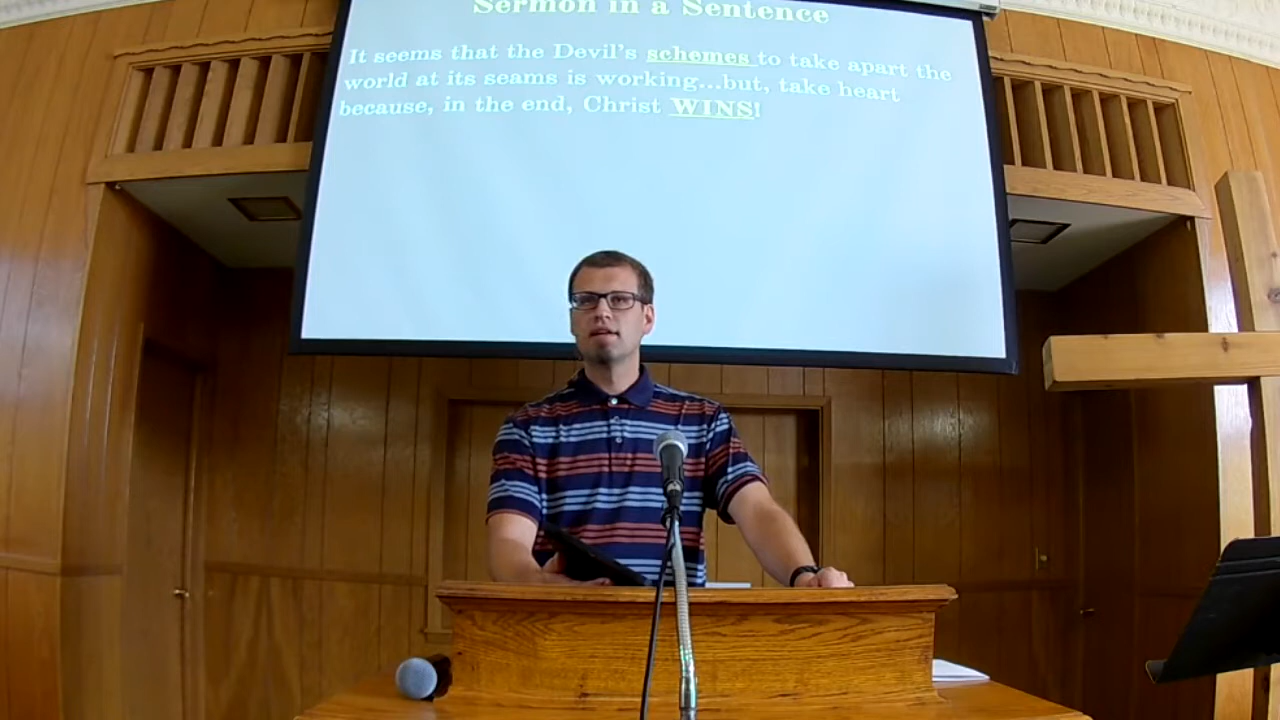 Sermon in a Sentence
It seems that the Devil's schemes to take apart the
world at its seams is working...but, take heart
because, in the end, Christ WINS!